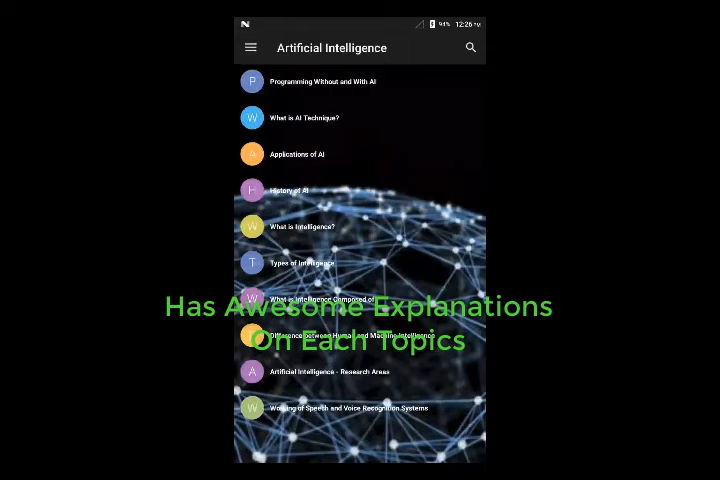 94% 12:26 PM
Artificial Intelligence
P Programming Without and With AI
W What is AI Technique?
A Applications of AI
H History of AI
W What is Intelligence?
T Types of Intelligence
W What is Intelligence Composed of
Has Awesome Explanations
Difference between Human and Machine Intelligence
On Each Topics
A Artificial Intelligence - Research Areas
W Working of Speech and Voice Recognition Systems